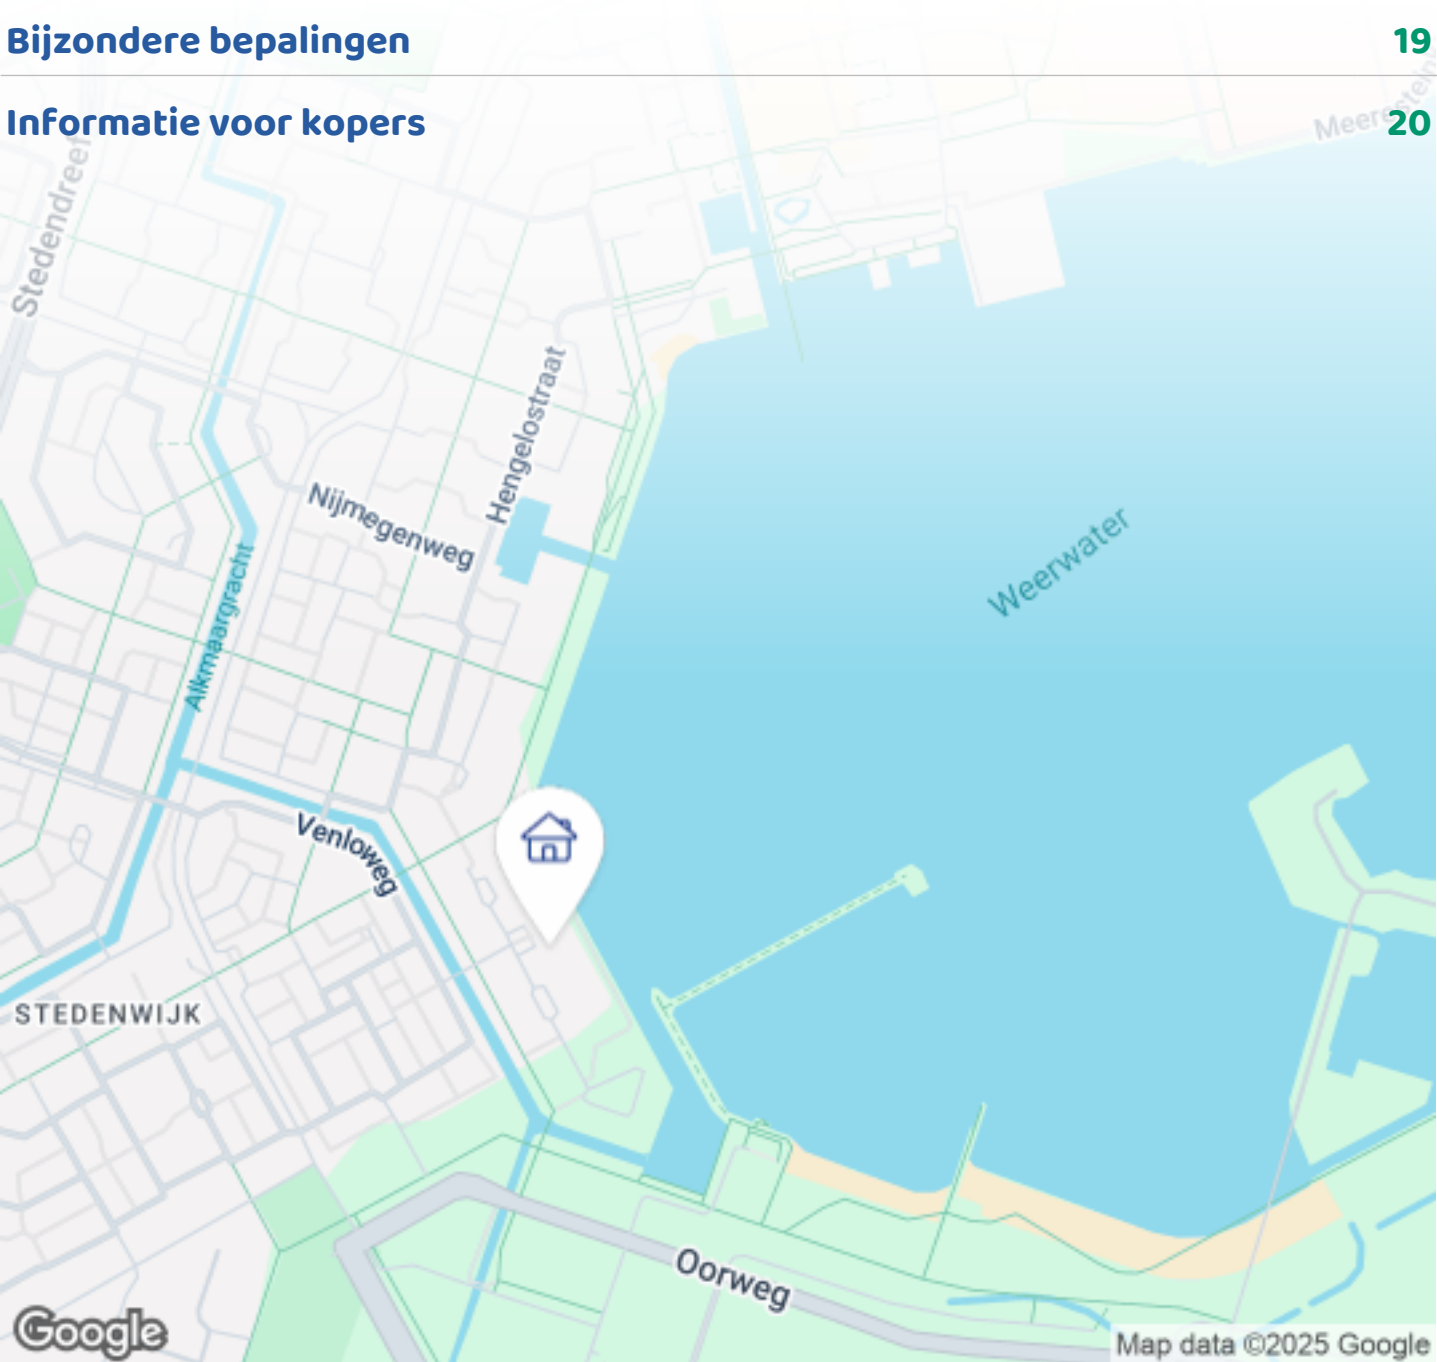 Bijzondere bepalingen 19
Informatie voor kopers 20
Meeresteinp
Stedendreef
Hengelostraat
Nijmegenweg
Weerwater
Alkmaargracht
Venloweg
STEDENWIJK
Oorweg
Google
Map data ©2025 Google